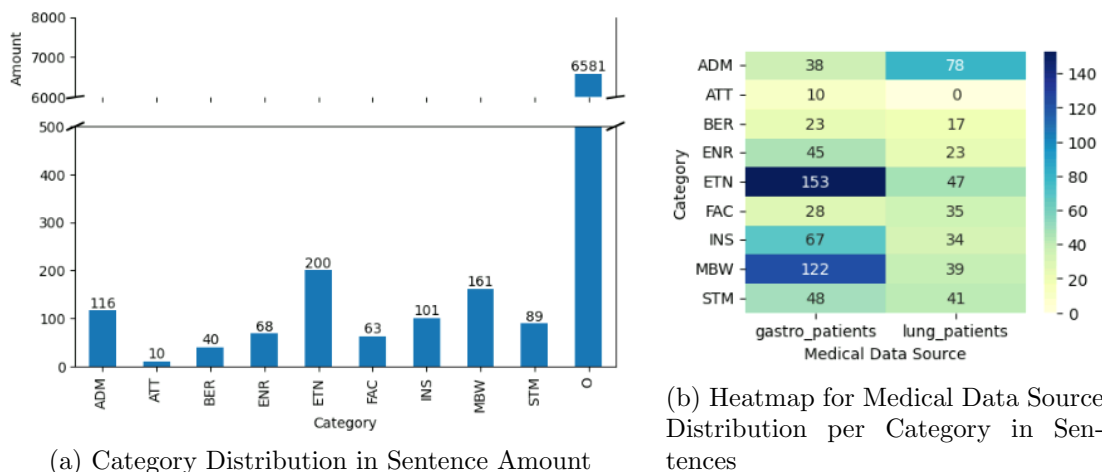 8000
7000
6000
Amount
6581
500
400
300
200
100
0
116
10
40
68
200
63
101
161
89
ADM
ATT
BER
ENR
ETN
FAC
INS
MBW
STM
O
Category
(a) Category Distribution in Sentence Amount
Category
ADM 38 78
ATT 10 0
BER 23 17
ENR 45 23
ETN 153 47
FAC 28 35
INS 67 34
MBW 122 39
STM 48 41
gastro_patients lung_patients
Medical Data Source
140
120
100
80
60
40
20
0
(b) Heatmap for Medical Data Source
Distribution per Category in Sen-
tences